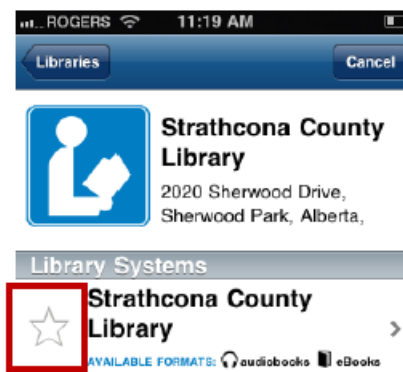 ROGERS 11:19 AM
Libraries Cancel
Strathcona County
Library
2020 Sherwood Drive,
Sherwood Park, Alberta,
Library Systems
Strathcona County
Library
AVAILABLE FORMATS: audiobooks eBooks